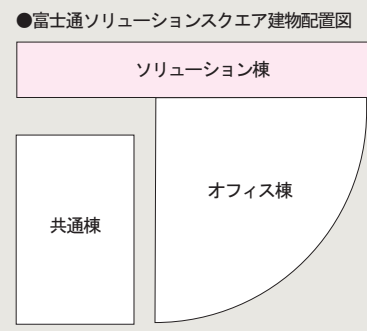 ●富士通ソリューションスクエア建物配置図
ソリューション棟
オフィス棟
共通棟